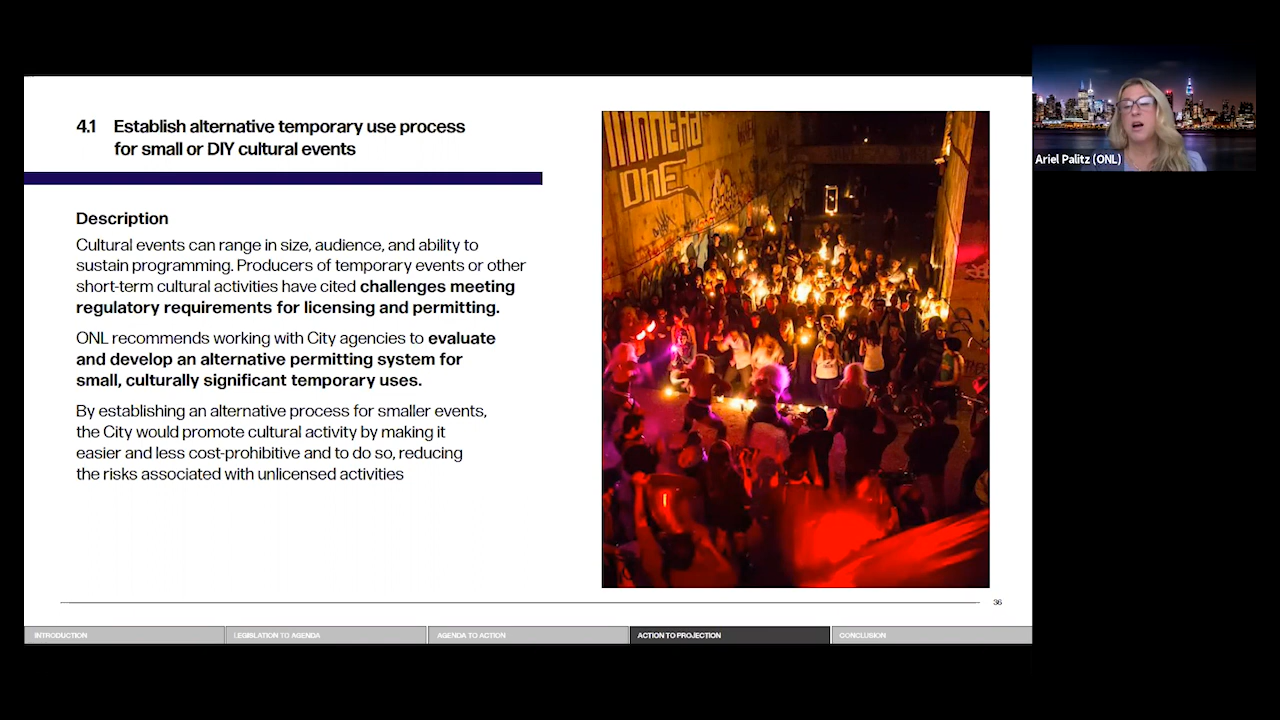 4.1 Establish alternative temporary use process
for small or DIY cultural events
Description
Cultural events can range in size, audience, and ability to
sustain programming. Producers of temporary events or other
short-term cultural activities have cited challenges meeting
regulatory requirements for licensing and permitting.
ONL recommends working with City agencies to evaluate
and develop an alternative permitting system for
small, culturally significant temporary uses.
By establishing an alternative process for smaller events,
the City would promote cultural activity by making it
easier and less cost-prohibitive and to do so, reducing
the risks associated with unlicensed activities
ONE
Ariel Palitz (ONL)
36
INTRODUCTION
LEGISLATION TO AGENDA
AGENDA TO ACTION
ACTION TO PROJECTION
CONCLUSION